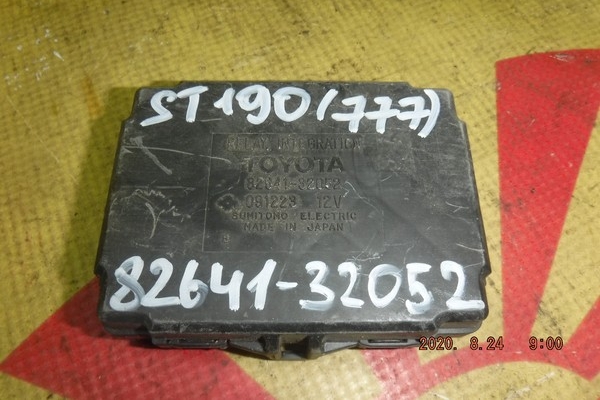 ST190(777)
RELAY, INTEGRATION
TOYOTA
82641-32052
081223 12V
SUMITOMO ELECTRIC
MADE IN JAPAN
82641-32052
2020. 8.24 9:00